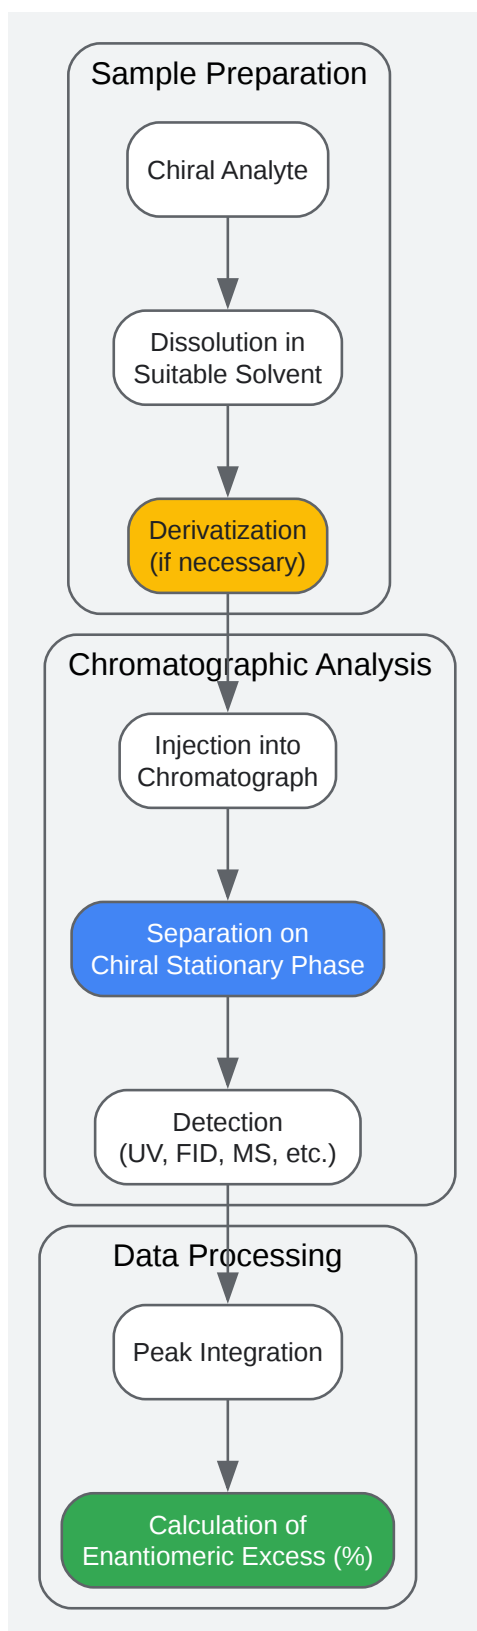 Sample Preparation
Chiral Analyte
Dissolution in
Suitable Solvent
Derivatization
(if necessary)
Chromatographic Analysis
Injection into
Chromatograph
Separation on
Chiral Stationary Phase
Detection
(UV, FID, MS, etc.)
Data Processing
Peak Integration
Calculation of
Enantiomeric Excess (%)